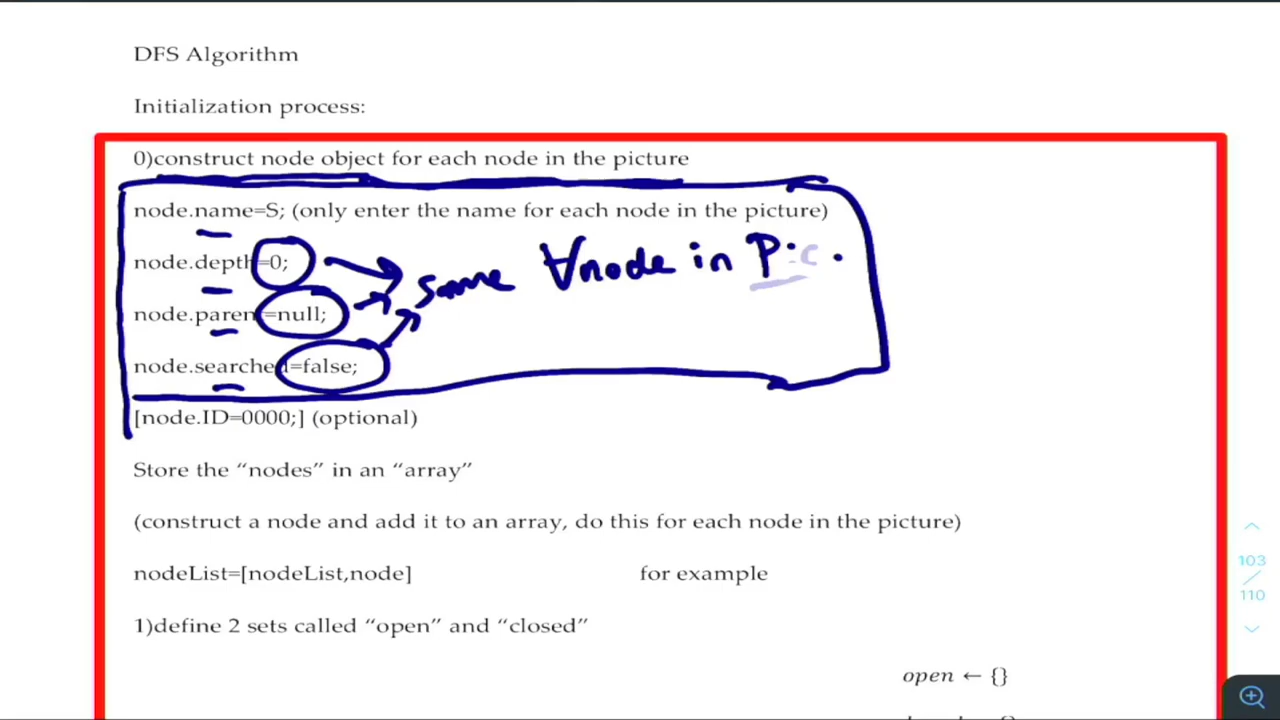 DFS Algorithm
Initialization process:
0)construct node object for each node in the picture
node.name=S; (only enter the name for each node in the picture)
node.depth=0;
same ∀node in Pic.
node.paren=null;
node.searched=false;
[node.ID=0000;] (optional)
Store the “nodes” in an “array”
(construct a node and add it to an array, do this for each node in the picture)
nodeList=[nodeList,node] for example
103
/
110
1)define 2 sets called “open” and “closed”
open ← {}